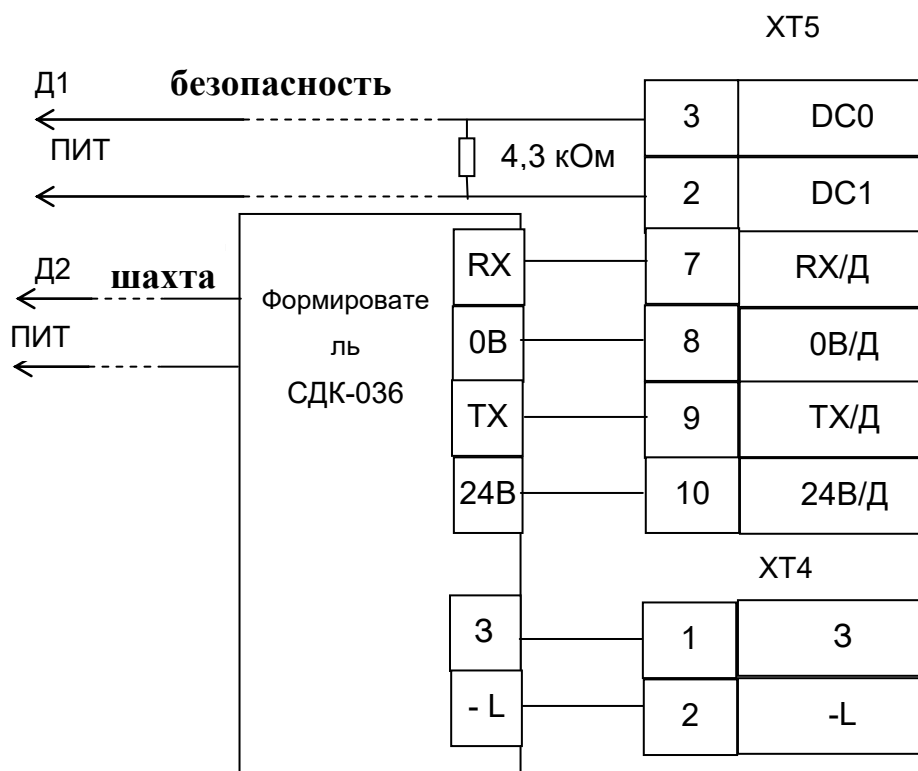 XT5
Д1
безопасность
3 DC0
ПИТ
4,3 кОм
2 DC1
Д2
шахта
RX 7 RX/Д
ПИТ
Формировате
ль
СДК-036
0В 8 0В/Д
TX 9 TX/Д
24В 10 24В/Д
XT4
З 1 З
- L 2 -L